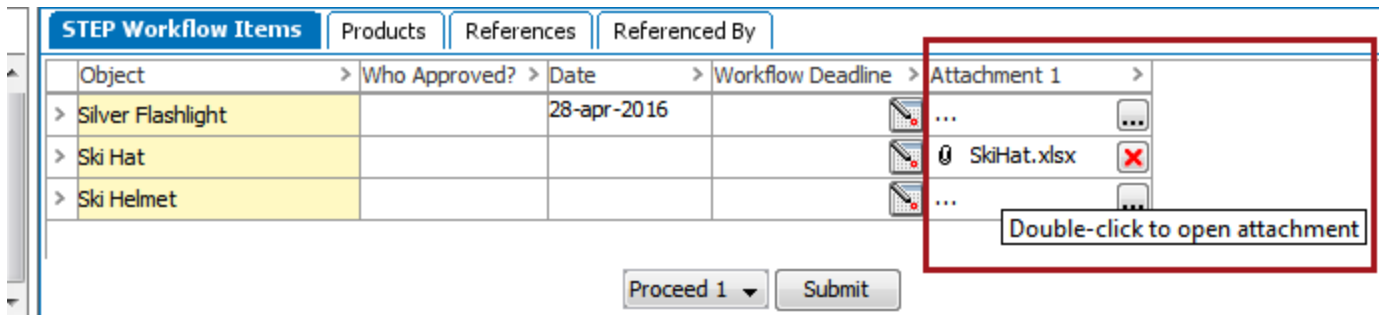 STEP Workflow Items Products References Referenced By
Object > Who Approved? > Date > Workflow Deadline > Attachment 1 >
> Silver Flashlight 28-apr-2016 ... ...
> Ski Hat SkiHat.xlsx
> Ski Helmet ... ...
Double-click to open attachment
Proceed 1 Submit